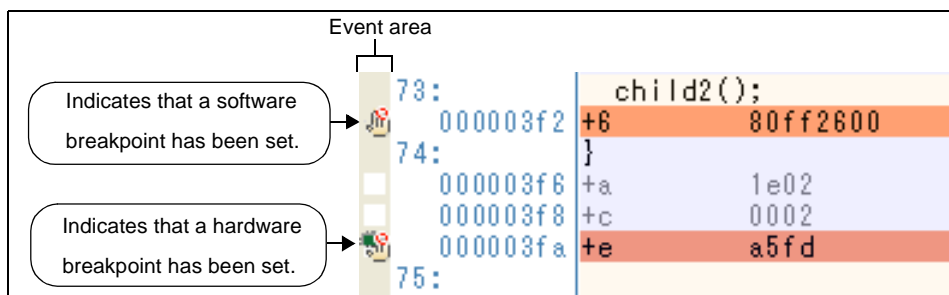 Event area
Indicates that a software
breakpoint has been set.
Indicates that a hardware
breakpoint has been set.
73: child2();
000003f2 +6 80ff2600
74: }
000003f6 +a 1e02
000003f8 +c 0002
000003fa +e a5fd
75: